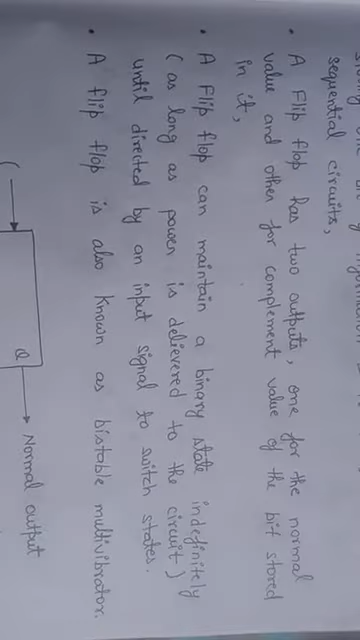 sequential circuits,
• A Flip flop has two outputs, one for the normal
value and other for complement value of the bit stored
in it,
• A Flip flop can maintain a binary state indefinitely
(as long as power is delievered to the circuit)
until directed by an input signal to switch states.
• A flip flop is also known as bistable multivibrator.
Q
Normal output